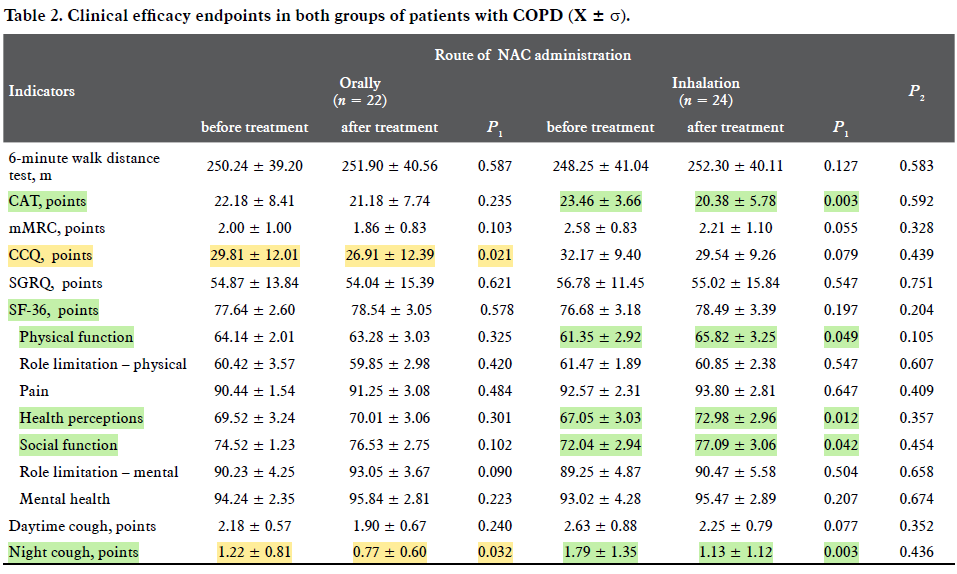 Table 2. Clinical efficacy endpoints in both groups of patients with COPD (X ± σ).
Route of NAC administration
Indicators Orally Inhalation P2
(n = 22) (n = 24)
before treatment after treatment P1 before treatment after treatment P1
6-minute walk distance
test, m 250.24 ± 39.20 251.90 ± 40.56 0.587 248.25 ± 41.04 252.30 ± 40.11 0.127 0.583
CAT, points 22.18 ± 8.41 21.18 ± 7.74 0.235 23.46 ± 3.66 20.38 ± 5.78 0.003 0.592
mMRC, points 2.00 ± 1.00 1.86 ± 0.83 0.103 2.58 ± 0.83 2.21 ± 1.10 0.055 0.328
CCQ, points 29.81 ± 12.01 26.91 ± 12.39 0.021 32.17 ± 9.40 29.54 ± 9.26 0.079 0.439
SGRQ, points 54.87 ± 13.84 54.04 ± 15.39 0.621 56.78 ± 11.45 55.02 ± 15.84 0.547 0.751
SF-36, points 77.64 ± 2.60 78.54 ± 3.05 0.578 76.68 ± 3.18 78.49 ± 3.39 0.197 0.204
Physical function 64.14 ± 2.01 63.28 ± 3.03 0.325 61.35 ± 2.92 65.82 ± 3.25 0.049 0.105
Role limitation – physical 60.42 ± 3.57 59.85 ± 2.98 0.420 61.47 ± 1.89 60.85 ± 2.38 0.547 0.607
Pain 90.44 ± 1.54 91.25 ± 3.08 0.484 92.57 ± 2.31 93.80 ± 2.81 0.647 0.409
Health perceptions 69.52 ± 3.24 70.01 ± 3.06 0.301 67.05 ± 3.03 72.98 ± 2.96 0.012 0.357
Social function 74.52 ± 1.23 76.53 ± 2.75 0.102 72.04 ± 2.94 77.09 ± 3.06 0.042 0.454
Role limitation – mental 90.23 ± 4.25 93.05 ± 3.67 0.090 89.25 ± 4.87 90.47 ± 5.58 0.504 0.658
Mental health 94.24 ± 2.35 95.84 ± 2.81 0.223 93.02 ± 4.28 95.47 ± 2.89 0.207 0.674
Daytime cough, points 2.18 ± 0.57 1.90 ± 0.67 0.240 2.63 ± 0.88 2.25 ± 0.79 0.077 0.352
Night cough, points 1.22 ± 0.81 0.77 ± 0.60 0.032 1.79 ± 1.35 1.13 ± 1.12 0.003 0.436